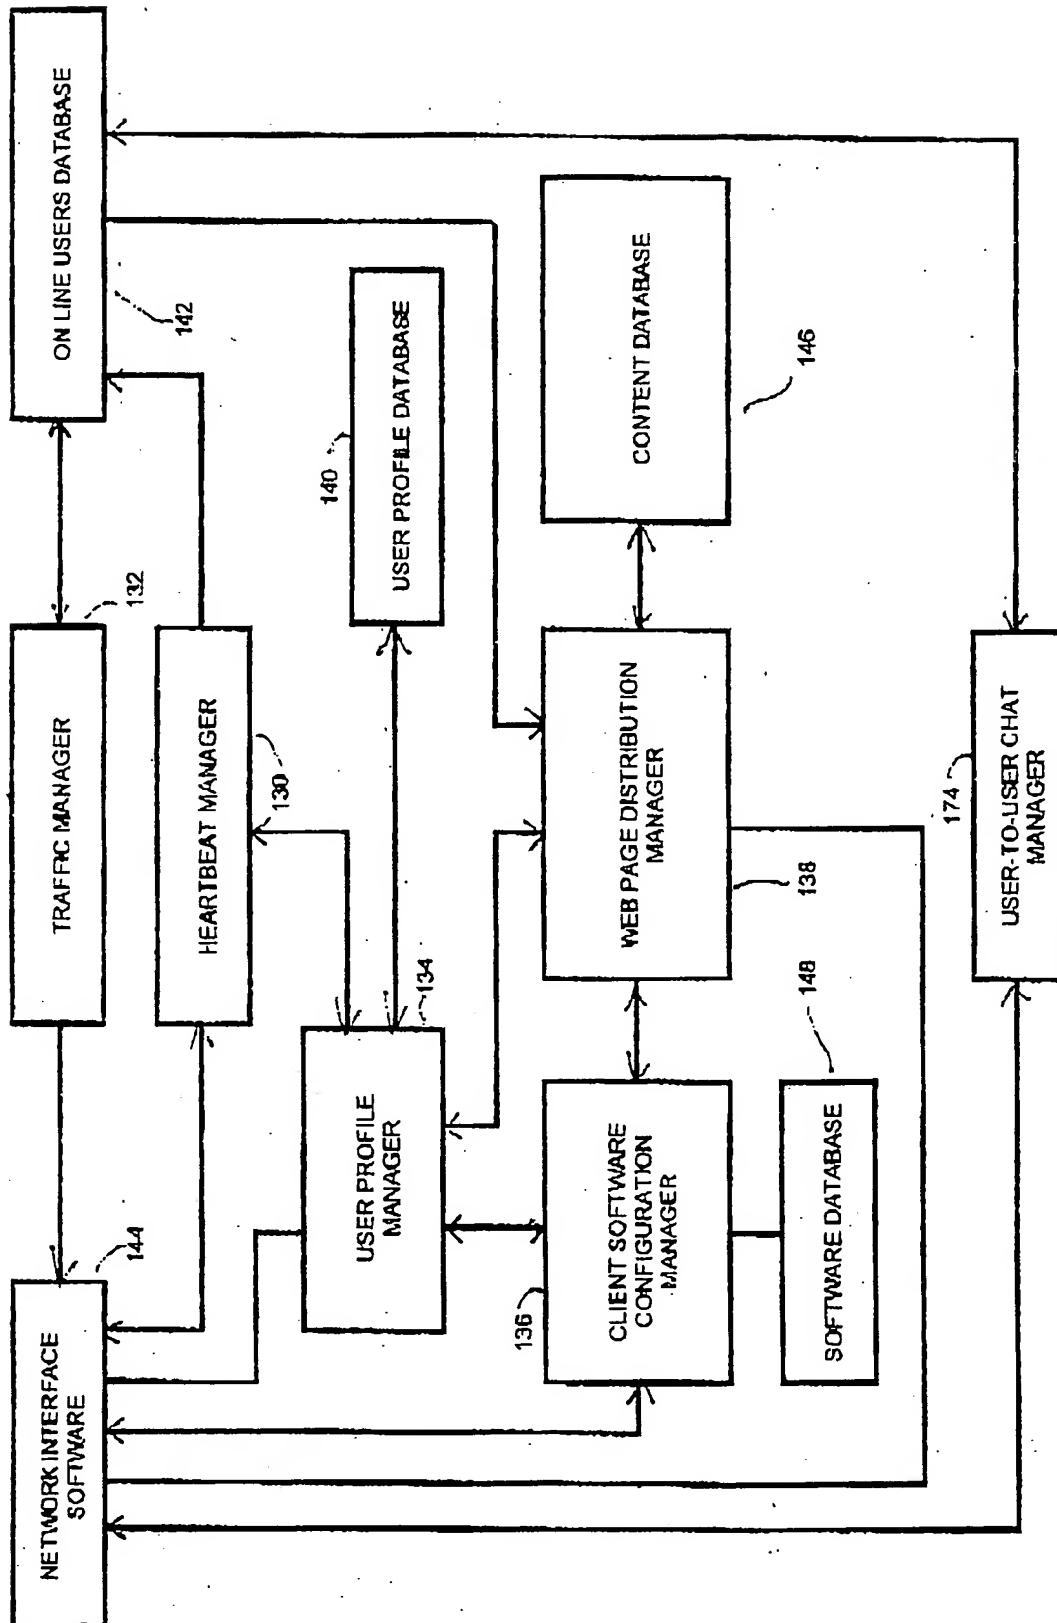 NETWORK INTERFACE
SOFTWARE
144
TRAFFIC MANAGER
132
ON LINE USERS DATABASE
142
HEARTBEAT MANAGER
130
USER PROFILE
MANAGER
134
140
USER PROFILE DATABASE
136
CLIENT SOFTWARE
CONFIGURATION
MANAGER
WEB PAGE DISTRIBUTION
MANAGER
138
CONTENT DATABASE
146
SOFTWARE DATABASE
148
174
USER-TO-USER CHAT
MANAGER